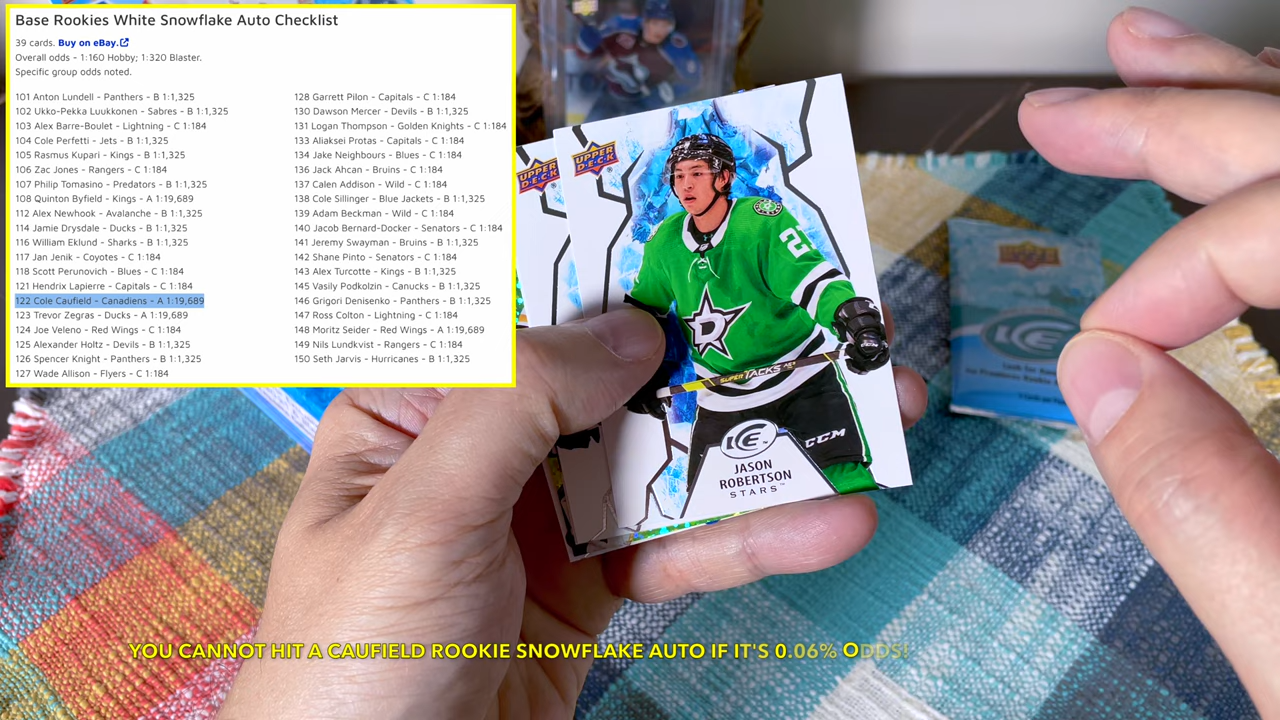 Base Rookies White Snowflake Auto Checklist
39 cards. Buy on eBay.
Overall odds - 1:160 Hobby; 1:320 Blaster.
Specific group odds noted.
101 Anton Lundell - Panthers - B 1:1,325
102 Ukko-Pekka Luukkonen - Sabres - B 1:1,325
103 Alex Barre-Boulet - Lightning - C 1:184
104 Cole Perfetti - Jets - B 1:1,325
105 Rasmus Kupari - Kings - B 1:1,325
106 Zac Jones - Rangers - C 1:184
107 Philip Tomasino - Predators - B 1:1,325
108 Quinton Byfield - Kings - A 1:19,689
112 Alex Newhook - Avalanche - B 1:1,325
114 Jamie Drysdale - Ducks - B 1:1,325
116 William Eklund - Sharks - B 1:1,325
117 Jan Jenik - Coyotes - C 1:184
118 Scott Perunovich - Blues - C 1:184
121 Hendrix Lapierre - Capitals - C 1:184
122 Cole Caufield - Canadiens - A 1:19,689
123 Trevor Zegras - Ducks - A 1:19,689
124 Joe Veleno - Red Wings - C 1:184
125 Alexander Holtz - Devils - B 1:1,325
126 Spencer Knight - Panthers - B 1:1,325
127 Wade Allison - Flyers - C 1:184
128 Garrett Pilon - Capitals - C 1:184
130 Dawson Mercer - Devils - B 1:1,325
131 Logan Thompson - Golden Knights - C 1:184
133 Aliaksei Protas - Capitals - C 1:184
134 Jake Neighbours - Blues - C 1:184
136 Jack Ahcan - Bruins - C 1:184
137 Calen Addison - Wild - C 1:184
138 Cole Sillinger - Blue Jackets - B 1:1,325
139 Adam Beckman - Wild - C 1:184
140 Jacob Bernard-Docker - Senators - C 1:184
141 Jeremy Swayman - Bruins - B 1:1,325
142 Shane Pinto - Senators - C 1:184
143 Alex Turcotte - Kings - B 1:1,325
145 Vasily Podkolzin - Canucks - B 1:1,325
146 Grigori Denisenko - Panthers - B 1:1,325
147 Ross Colton - Lightning - C 1:184
148 Moritz Seider - Red Wings - A 1:19,689
149 Nils Lundkvist - Rangers - C 1:184
150 Seth Jarvis - Hurricanes - B 1:1,325
UPPER
DECK
UPPER
DECK
2
D
SUPER TACKS
CCM
ICE
JASON
ROBERTSON
STARS
ICE
YOU CANNOT HIT A CAUFIELD ROOKIE SNOWFLAKE AUTO IF IT'S 0.06% ODDS!